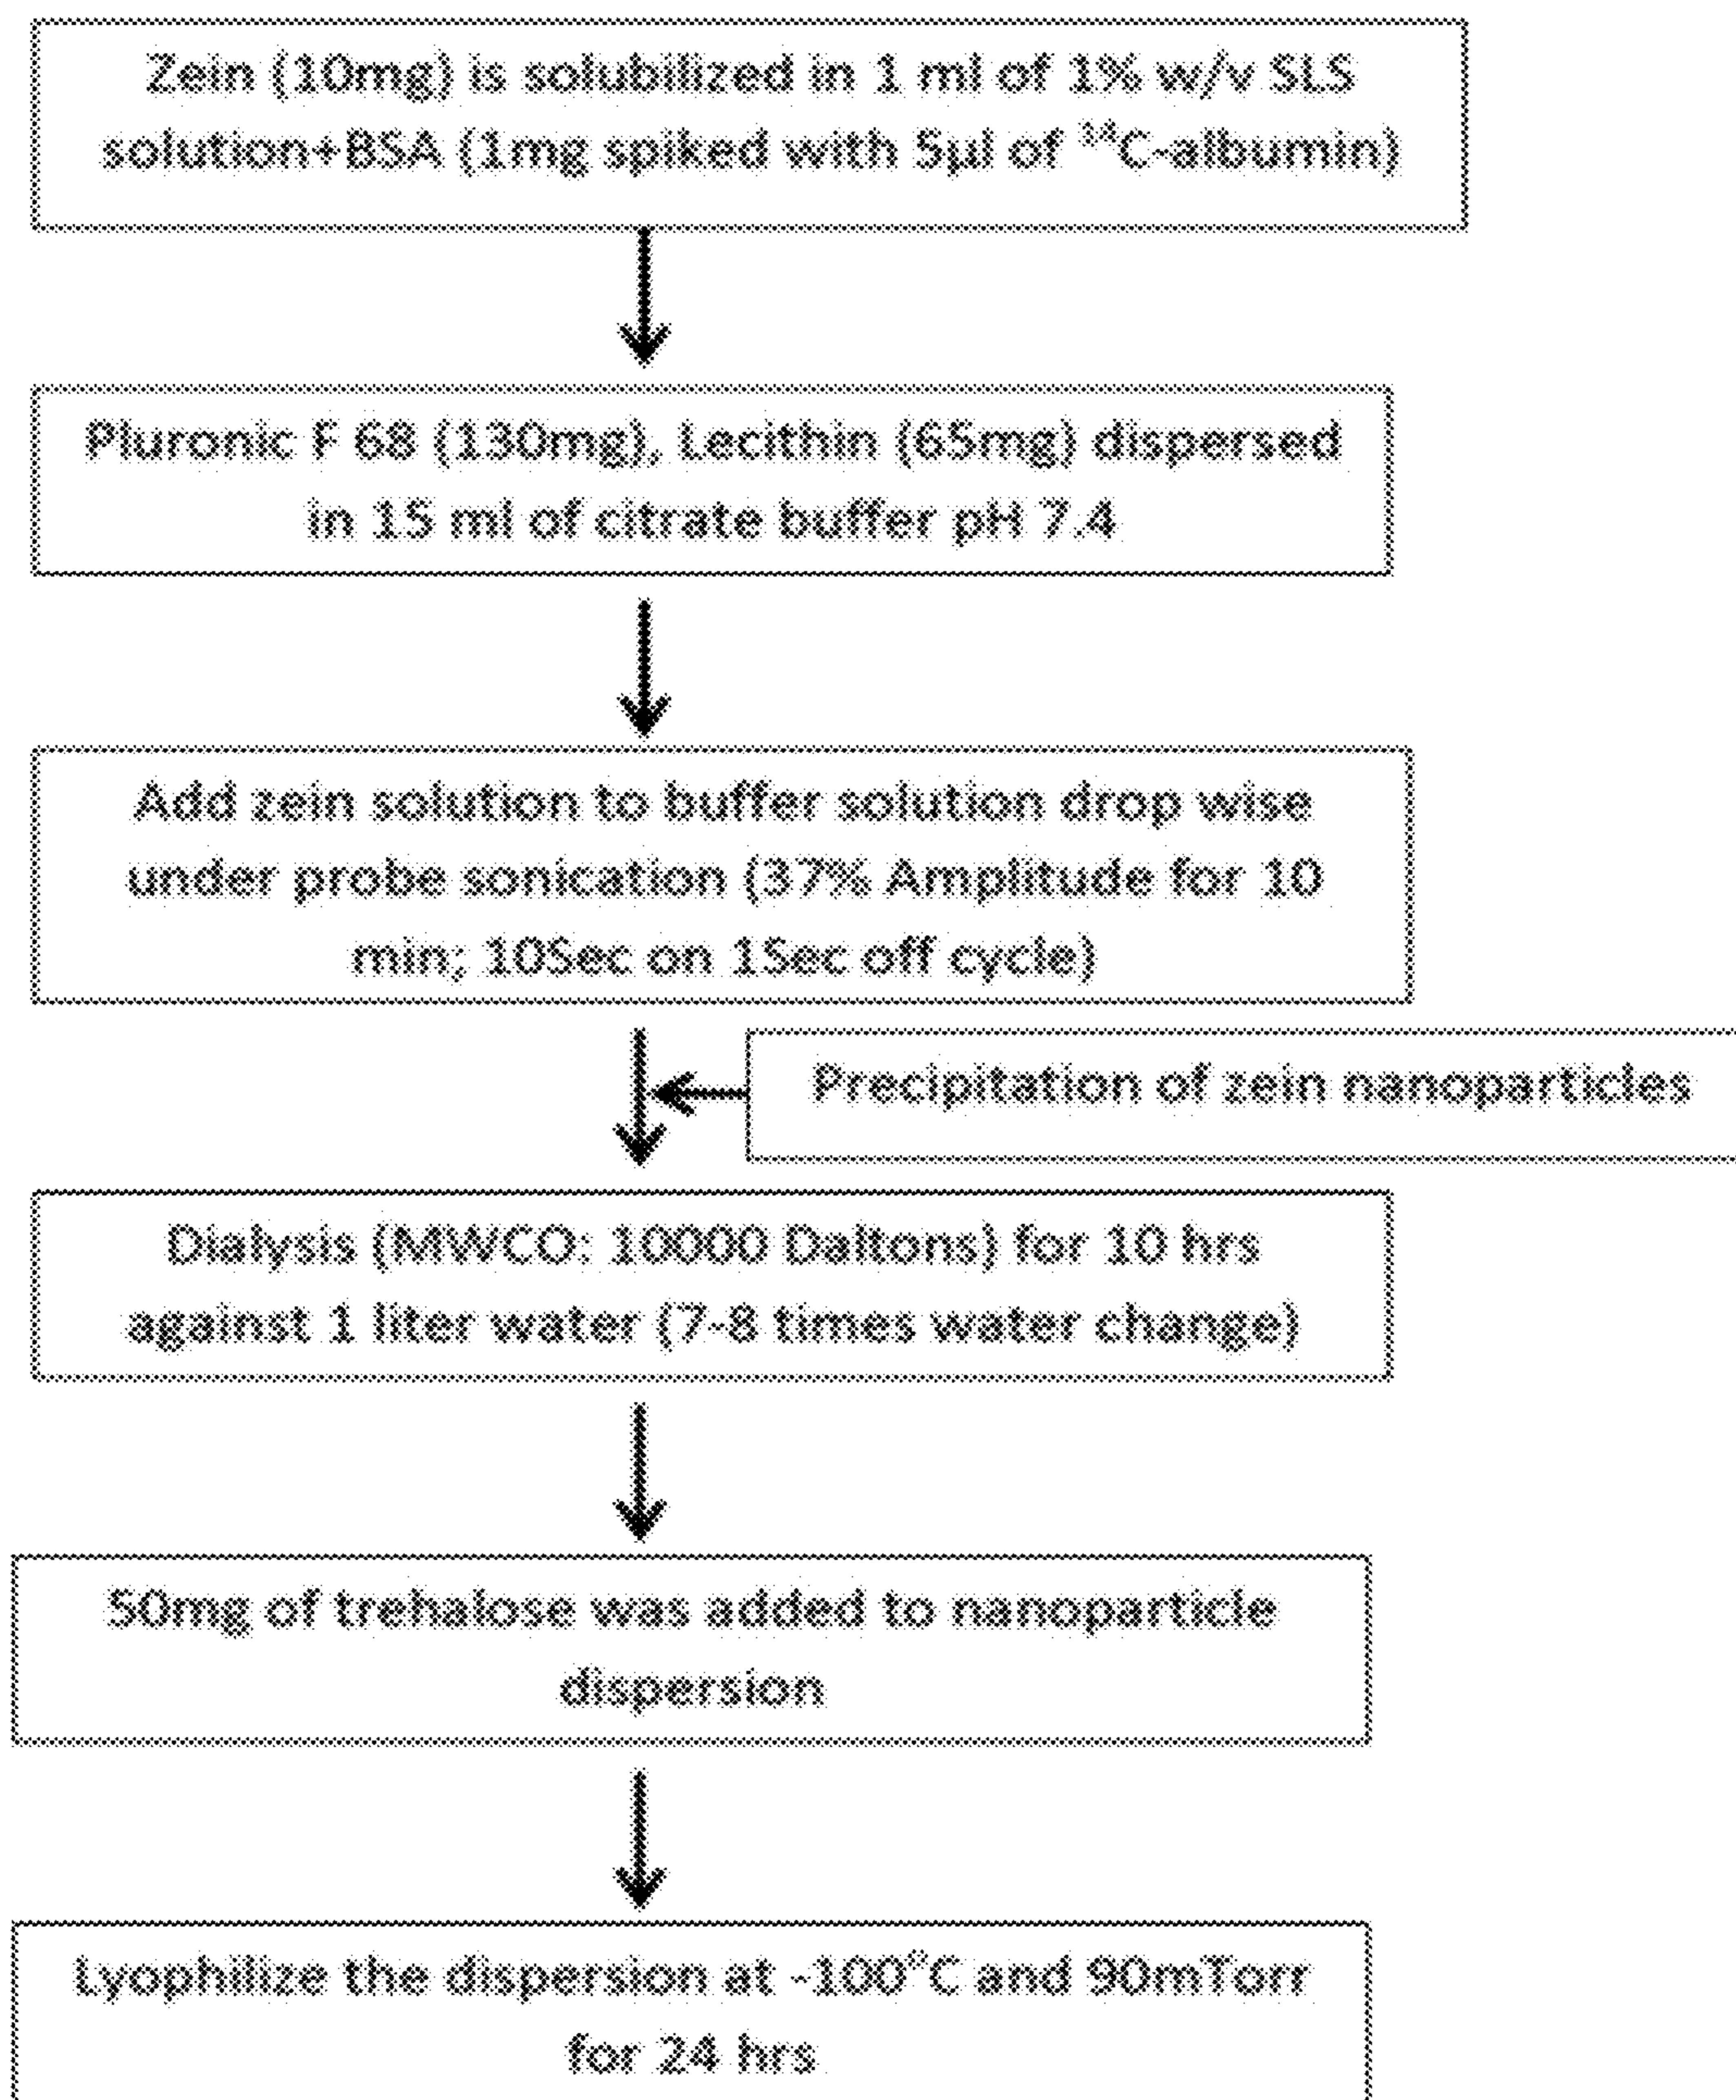 Zein (10mg) is solubilized in 1 ml of 1% w/v SLS
solution+BSA (1mg spiked with 5µl of ¹⁴C-albumin)
Pluronic F 68 (130mg), Lecithin (65mg) dispersed
in 15 ml of citrate buffer pH 7.4
Add zein solution to buffer solution drop wise
under probe sonication (37% Amplitude for 10
min; 10Sec on 1Sec off cycle)
Precipitation of zein nanoparticles
Dialysis (MWCO: 10000 Daltons) for 10 hrs
against 1 liter water (7-8 times water change)
50mg of trehalose was added to nanoparticle
dispersion
Lyophilize the dispersion at -100°C and 90mTorr
for 24 hrs